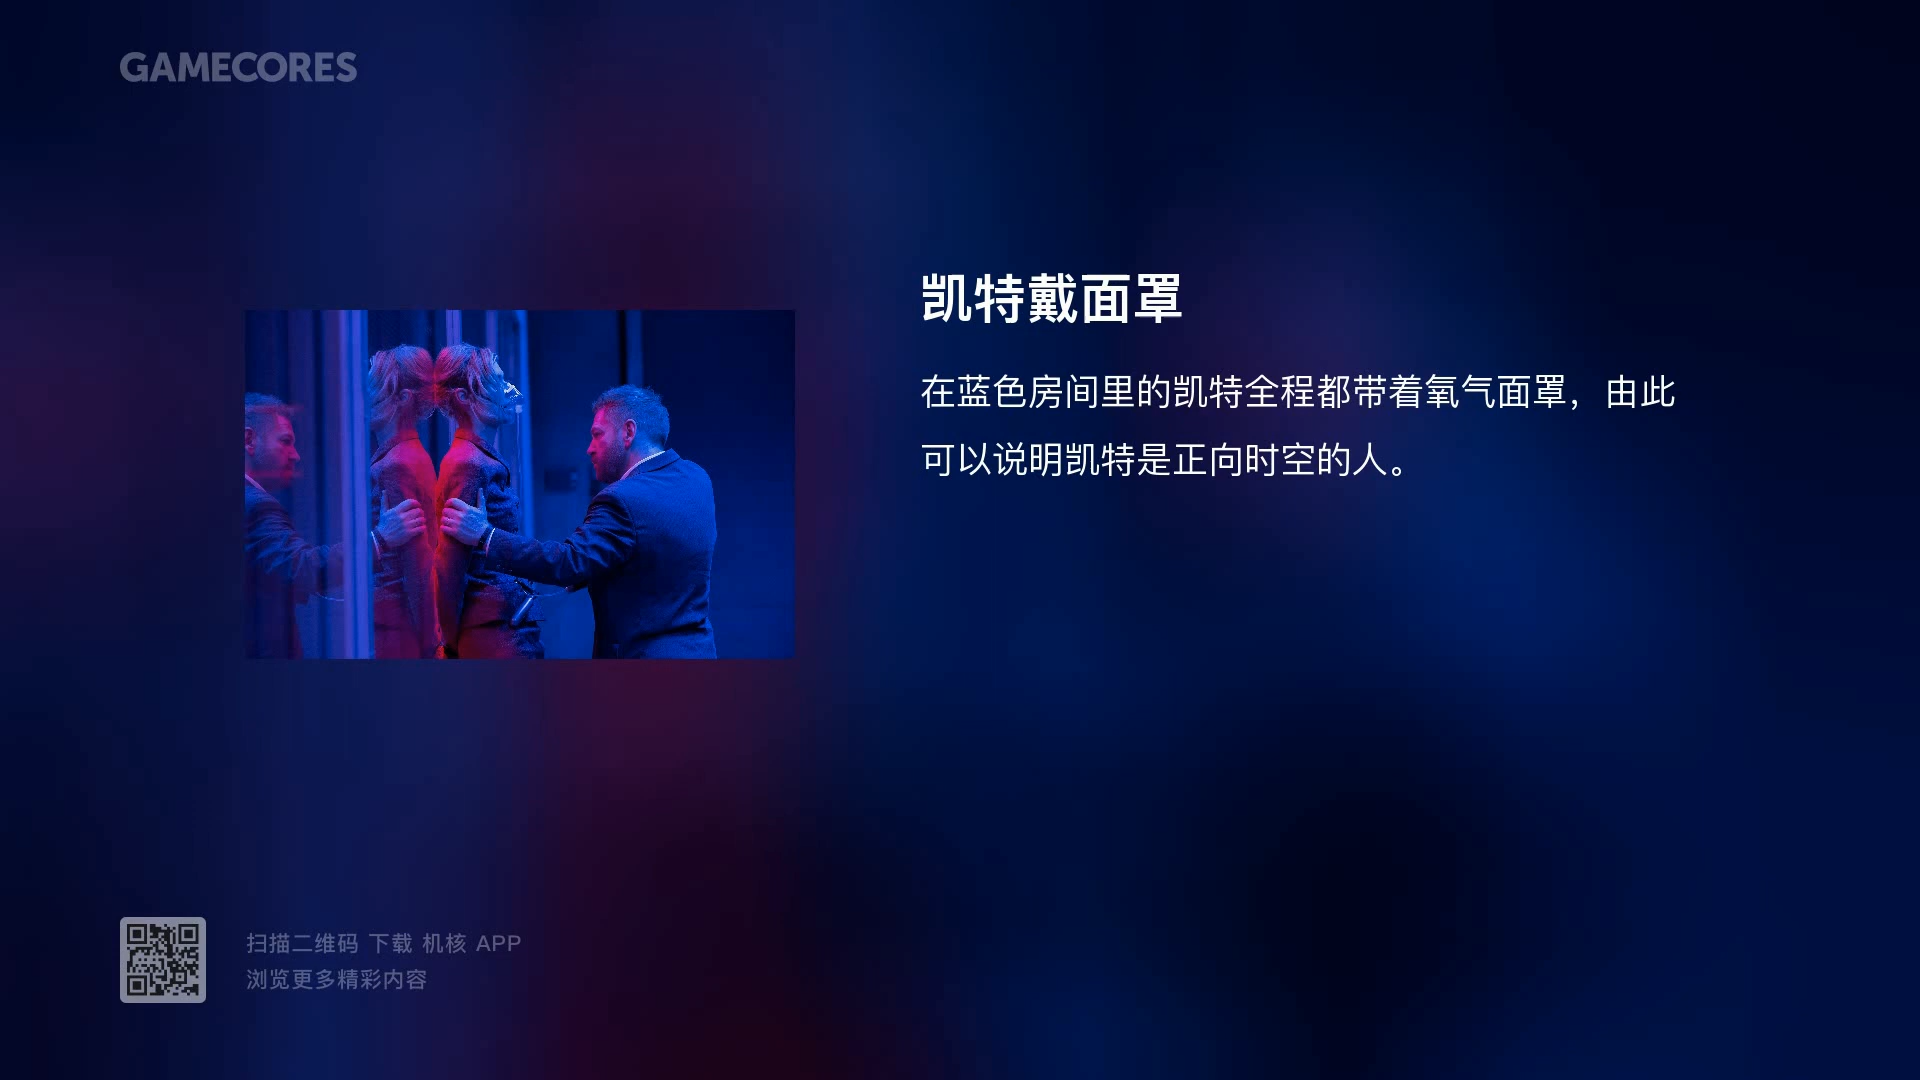 GAMECORES
凯特戴面罩
在蓝色房间里的凯特全程都带着氧气面罩，由此
可以说明凯特是正向时空的人。
扫描二维码 下载 机核 APP
浏览更多精彩内容